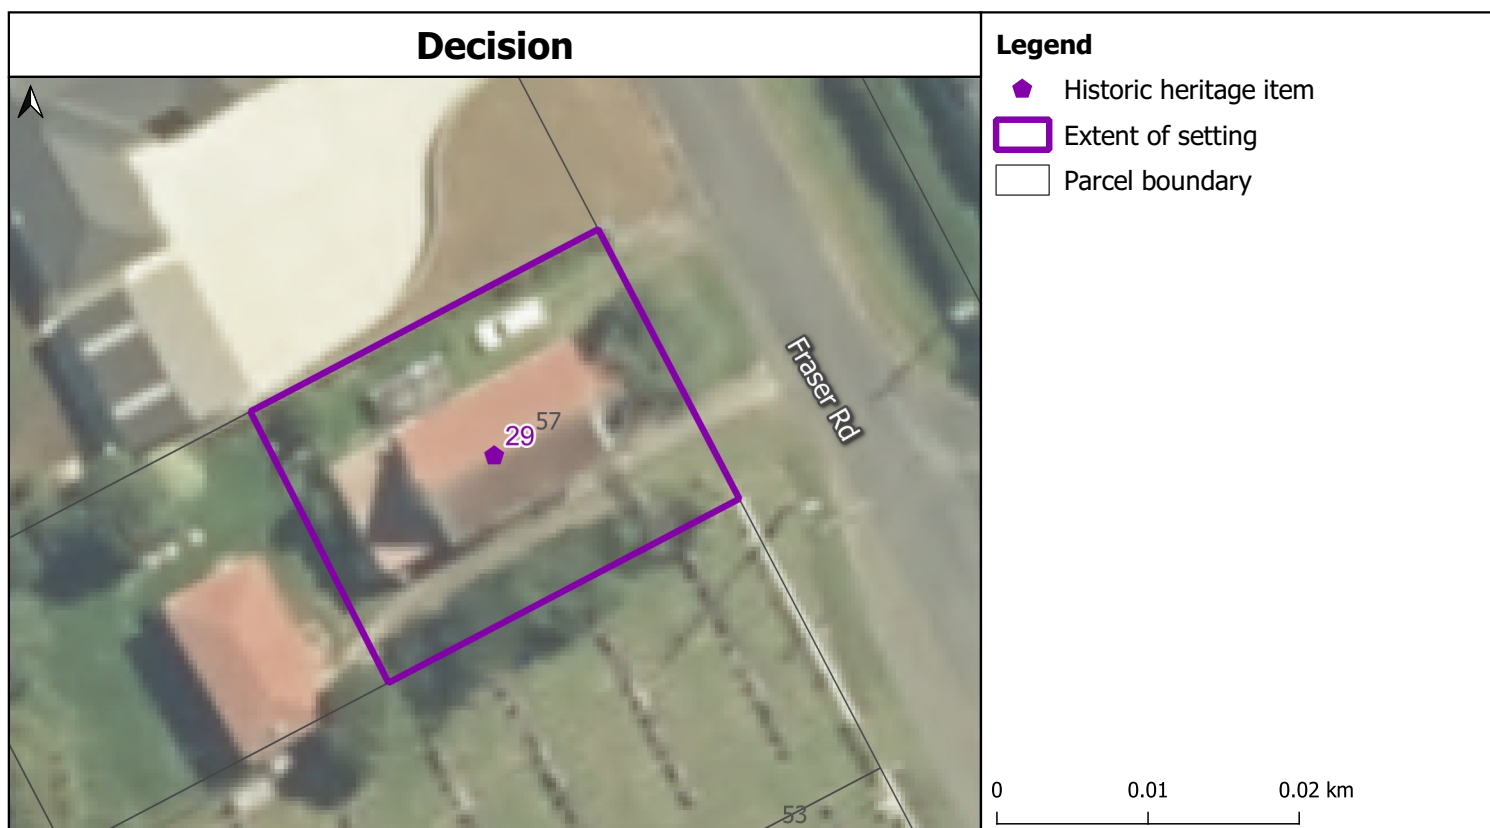 Decision
Legend
Historic heritage item
Extent of setting
Parcel boundary
Fraser Rd
57
29
53
0 0.01 0.02 km